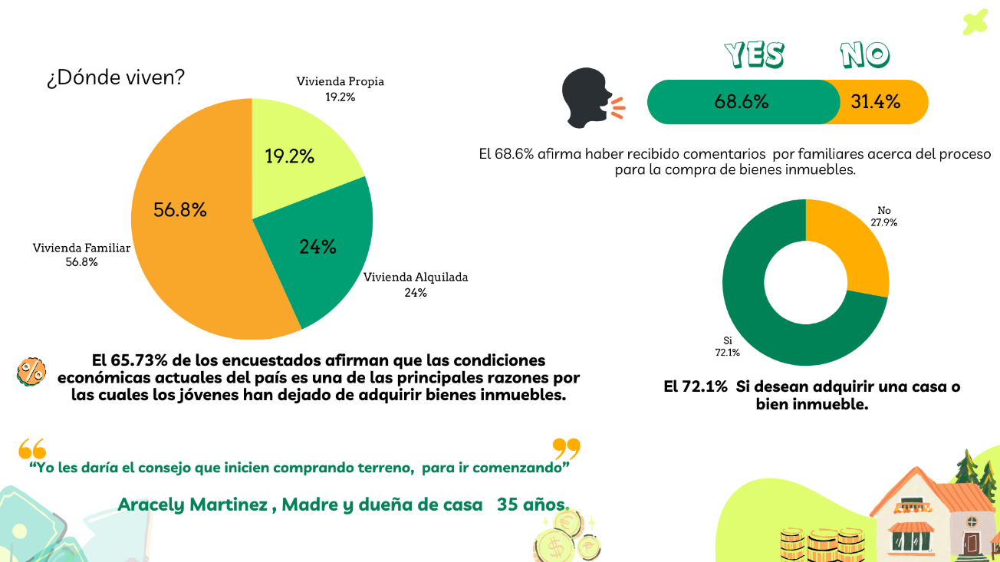 ¿Dónde viven?
Vivienda Propia
19.2%
19.2%
56.8%
24%
Vivienda Familiar
56.8%
Vivienda Alquilada
24%
El 65.73% de los encuestados afirman que las condiciones
económicas actuales del país es una de las principales razones por
las cuales los jóvenes han dejado de adquirir bienes inmuebles.
“Yo les daría el consejo que inicien comprando terreno, para ir comenzando”
Aracely Martinez , Madre y dueña de casa 35 años.
YES NO
68.6% 31.4%
El 68.6% afirma haber recibido comentarios por familiares acerca del proceso
para la compra de bienes inmuebles.
No
27.9%
Si
72.1%
El 72.1% Si desean adquirir una casa o
bien inmueble.